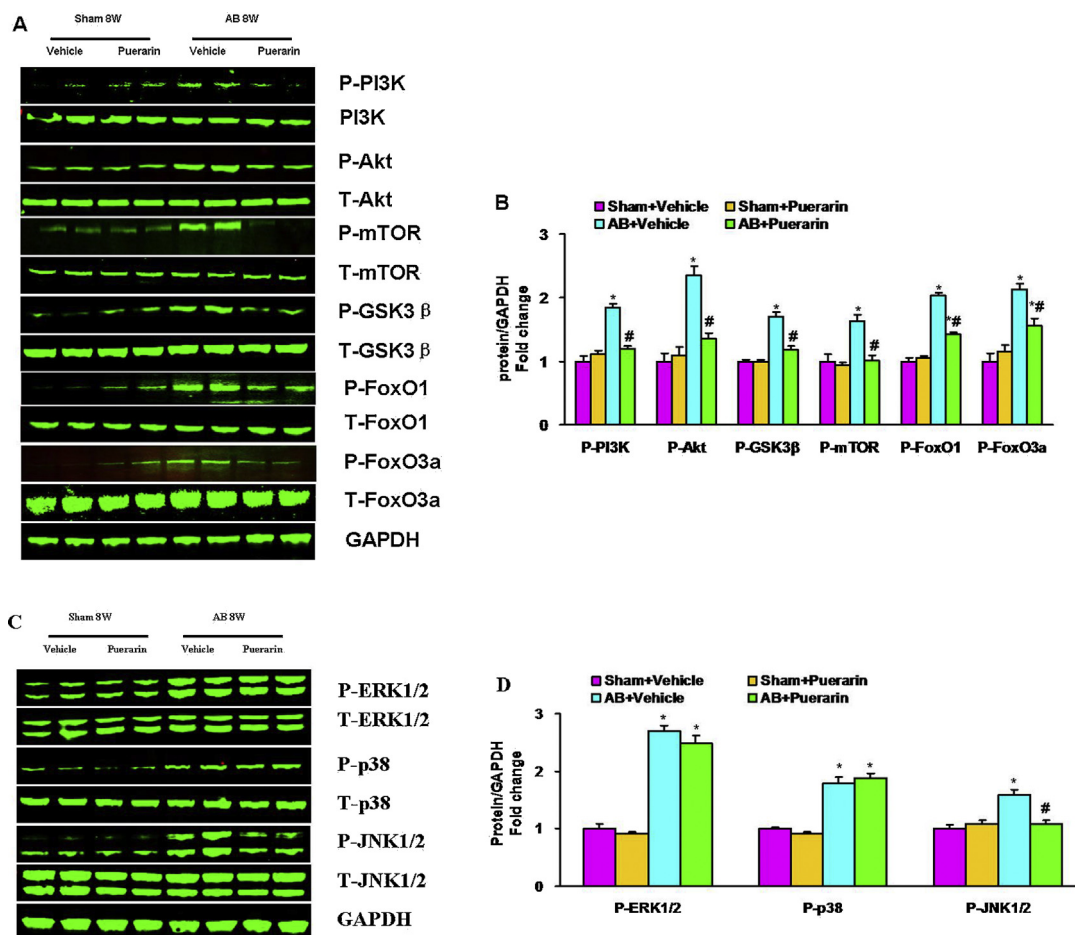 A
Sham 8W AB 8W
Vehicle Puerarin Vehicle Puerarin
P-PI3K
PI3K
P-Akt
T-Akt
P-mTOR
T-mTOR
P-GSK3 β
T-GSK3 β
P-FoxO1
T-FoxO1
P-FoxO3a
T-FoxO3a
GAPDH
B
Sham+Vehicle Sham+Puerarin
AB+Vehicle AB+Puerarin
protein/GAPDH
Fold change
3
2
1
0
* # * # * # * # * *# * *#
P-PI3K P-Akt P-GSK3β P-mTOR P-FoxO1 P-FoxO3a
C
Sham 8W AB 8W
Vehicle Puerarin Vehicle Puerarin
P-ERK1/2
T-ERK1/2
P-p38
T-p38
P-JNK1/2
T-JNK1/2
GAPDH
D
Sham+Vehicle Sham+Puerarin
AB+Vehicle AB+Puerarin
Protein/GAPDH
Fold change
3
2
1
0
* * * * * #
P-ERK1/2 P-p38 P-JNK1/2